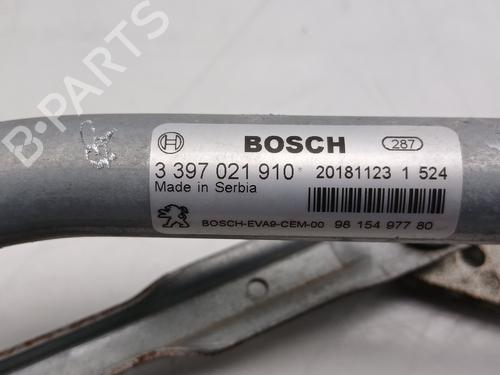 B-PARTS
BOSCH
287
3 397 021 910
20181123 1 524
Made in Serbia
BOSCH-EVA9-CEM-00
98 154 977 80